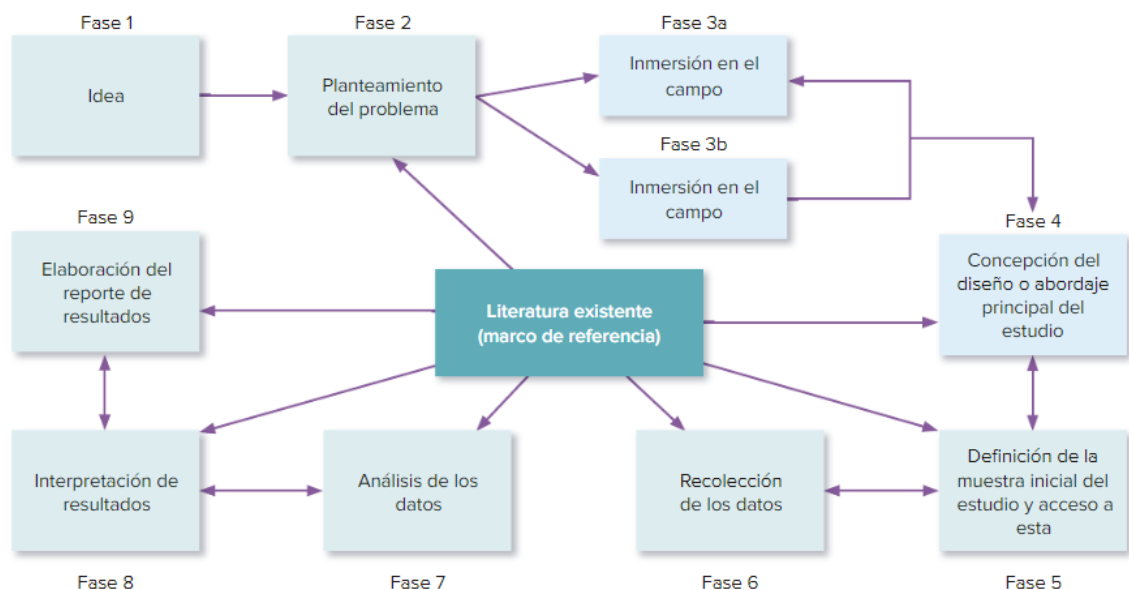 Fase 1
Idea
Fase 2
Planteamiento
del problema
Fase 3a
Inmersión en el
campo
Fase 3b
Inmersión en el
campo
Fase 4
Concepción del
diseño o abordaje
principal del
estudio
Fase 9
Elaboración del
reporte de
resultados
Literatura existente
(marco de referencia)
Interpretación de
resultados
Fase 8
Análisis de los
datos
Fase 7
Recolección
de los datos
Fase 6
Definición de la
muestra inicial del
estudio y acceso a
esta
Fase 5